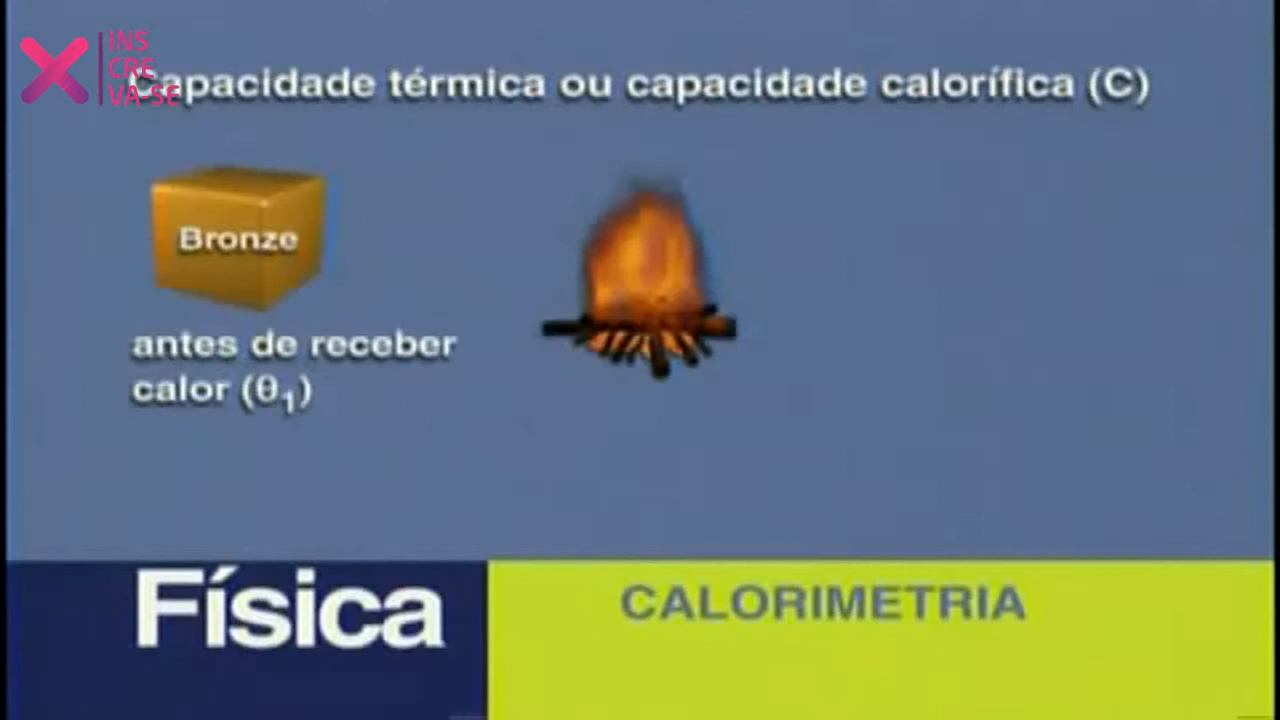 INS
CRE
VA-SE
Capacidade térmica ou capacidade calorífica (C)
Bronze
antes de receber
calor (θ₁)
Física
CALORIMETRIA